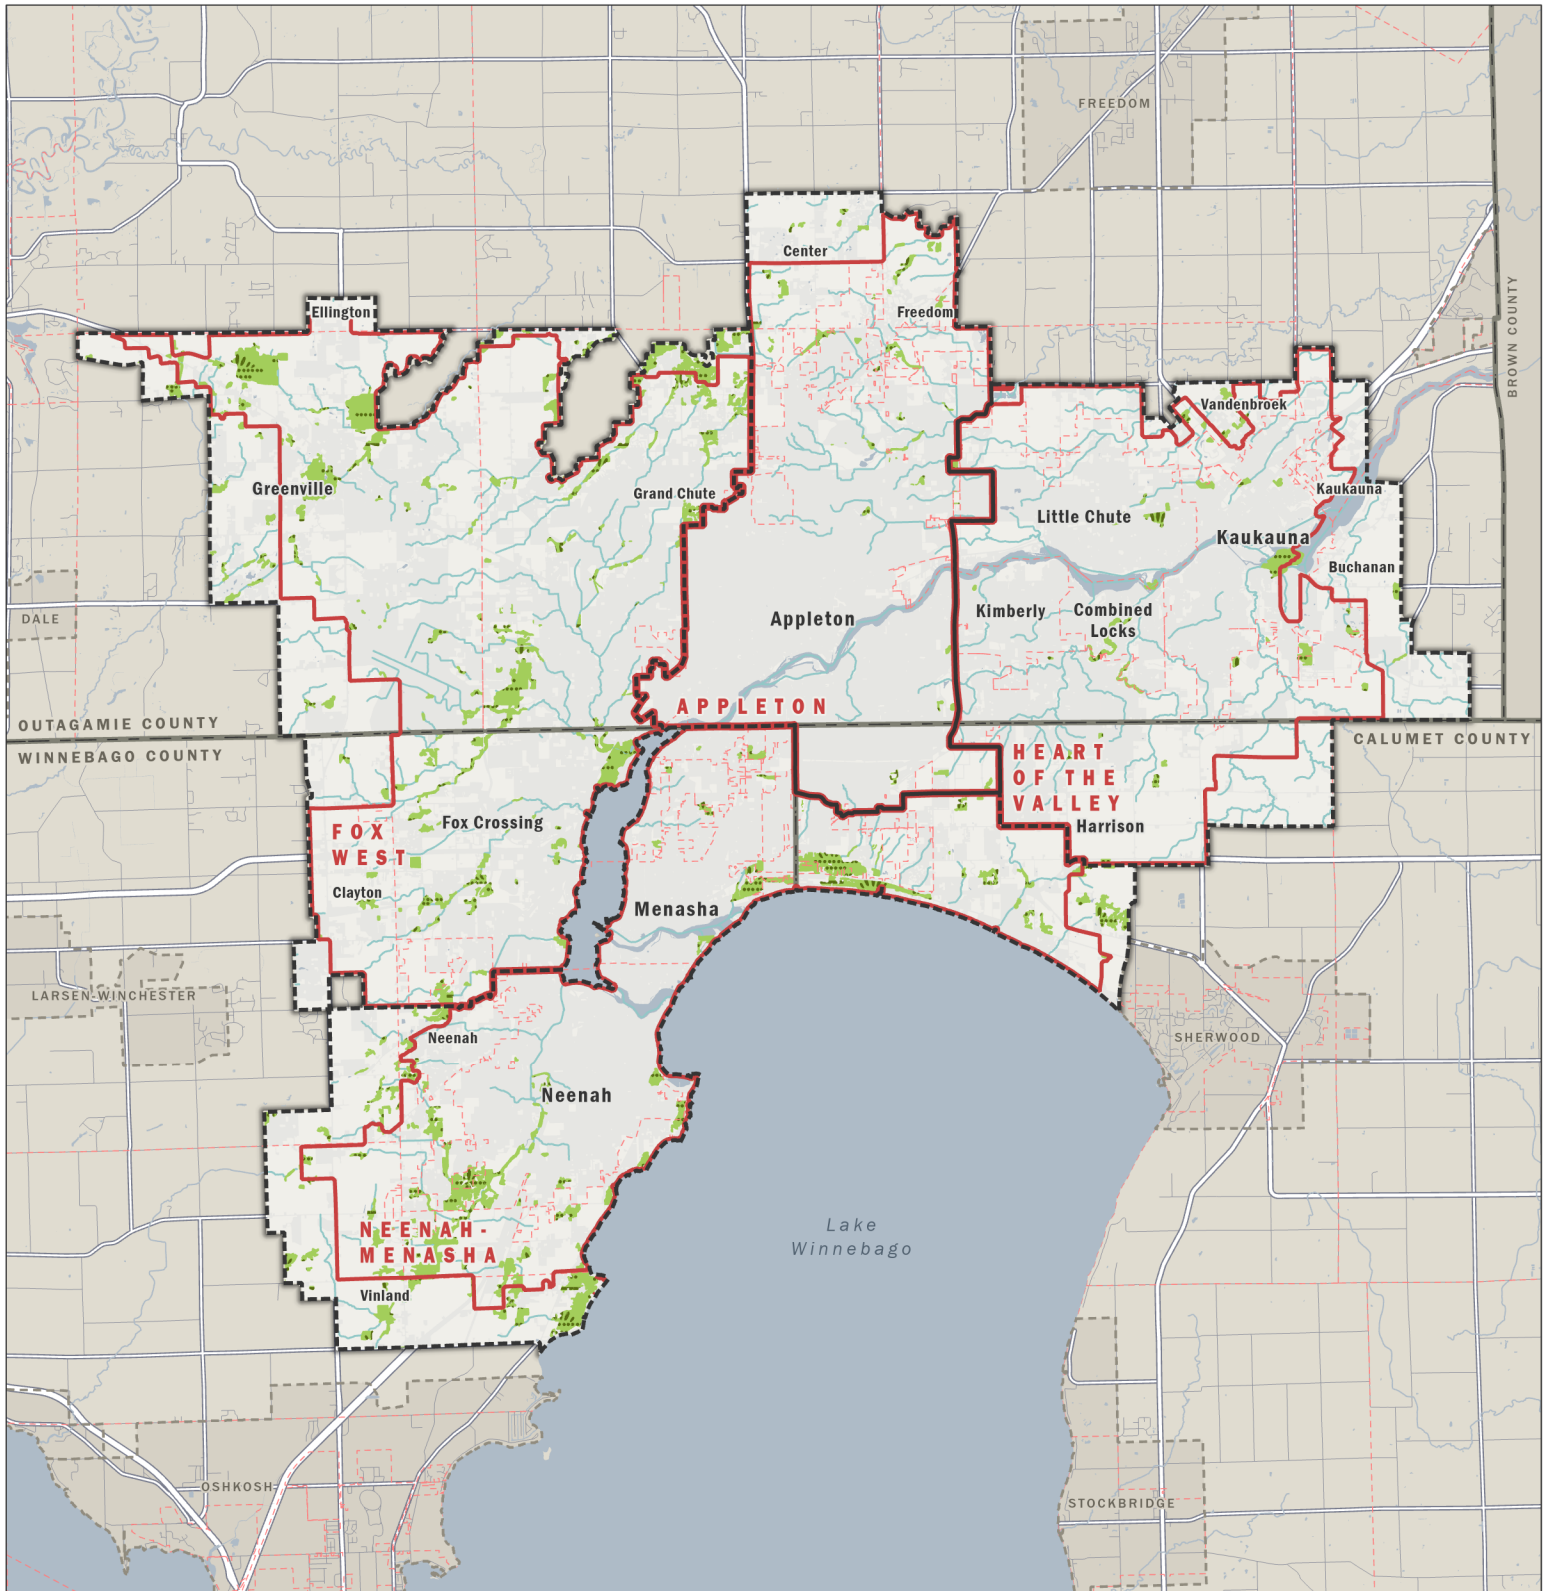 FREEDOM
Center
Ellington
Freedom
BROWN COUNTY
Vandenbroek
Greenville
Grand Chute
Kaukauna
Little Chute
Kaukauna
Buchanan
DALE
Appleton
Kimberly
Combined
Locks
APPLETON
OUTAGAMIE COUNTY
WINNEBAGO COUNTY
CALUMET COUNTY
HEART
OF THE
VALLEY
Harrison
FOX
WEST
Fox Crossing
Clayton
Menasha
LARSEN-WINCHESTER
SHERWOOD
Neenah
Neenah
NEENAH-
MENASHA
Lake
Winnebago
Vinland
OSHKOSH
STOCKBRIDGE